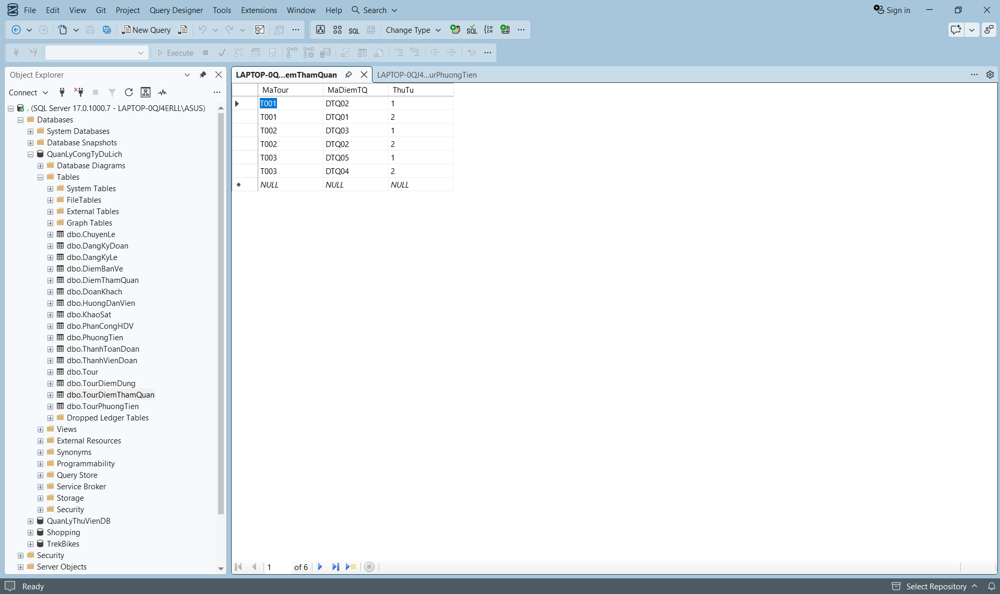 File Edit View Git Project Query Designer Tools Extensions Window Help Search Sign in
New Query SQL Change Type SQL
Execute
Object Explorer
LAPTOP-0Q...emThamQuan LAPTOP-0QJ4...urPhuongTien
Connect
. (SQL Server 17.0.1000.7 - LAPTOP-0QJ4ERLL\ASUS)
Databases
System Databases
Database Snapshots
QuanLyCongTyDuLich
Database Diagrams
Tables
System Tables
FileTables
External Tables
Graph Tables
dbo.ChuyenLe
dbo.DangKyDoan
dbo.DangKyLe
dbo.DiemBanVe
dbo.DiemThamQuan
dbo.DoanKhach
dbo.HuongDanVien
dbo.KhaoSat
dbo.PhanCongHDV
dbo.PhuongTien
dbo.ThanhToanDoan
dbo.ThanhVienDoan
dbo.Tour
dbo.TourDiemDung
dbo.TourDiemThamQuan
dbo.TourPhuongTien
Dropped Ledger Tables
Views
External Resources
Synonyms
Programmability
Query Store
Service Broker
Storage
Security
QuanLyThuVienDB
Shopping
TrekBikes
Security
Server Objects
MaTour MaDiemTQ ThuTu
T001 DTQ02 1
T001 DTQ01 2
T002 DTQ03 1
T002 DTQ02 2
T003 DTQ05 1
T003 DTQ04 2
NULL NULL NULL
1 of 6
Ready Select Repository